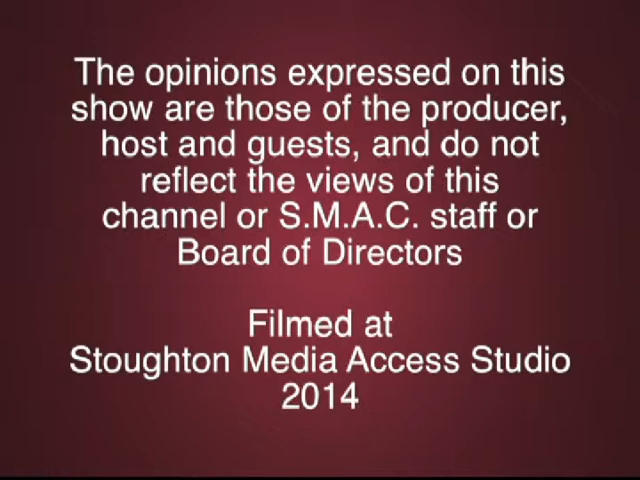 The opinions expressed on this
show are those of the producer,
host and guests, and do not
reflect the views of this
channel or S.M.A.C. staff or
Board of Directors
Filmed at
Stoughton Media Access Studio
2014